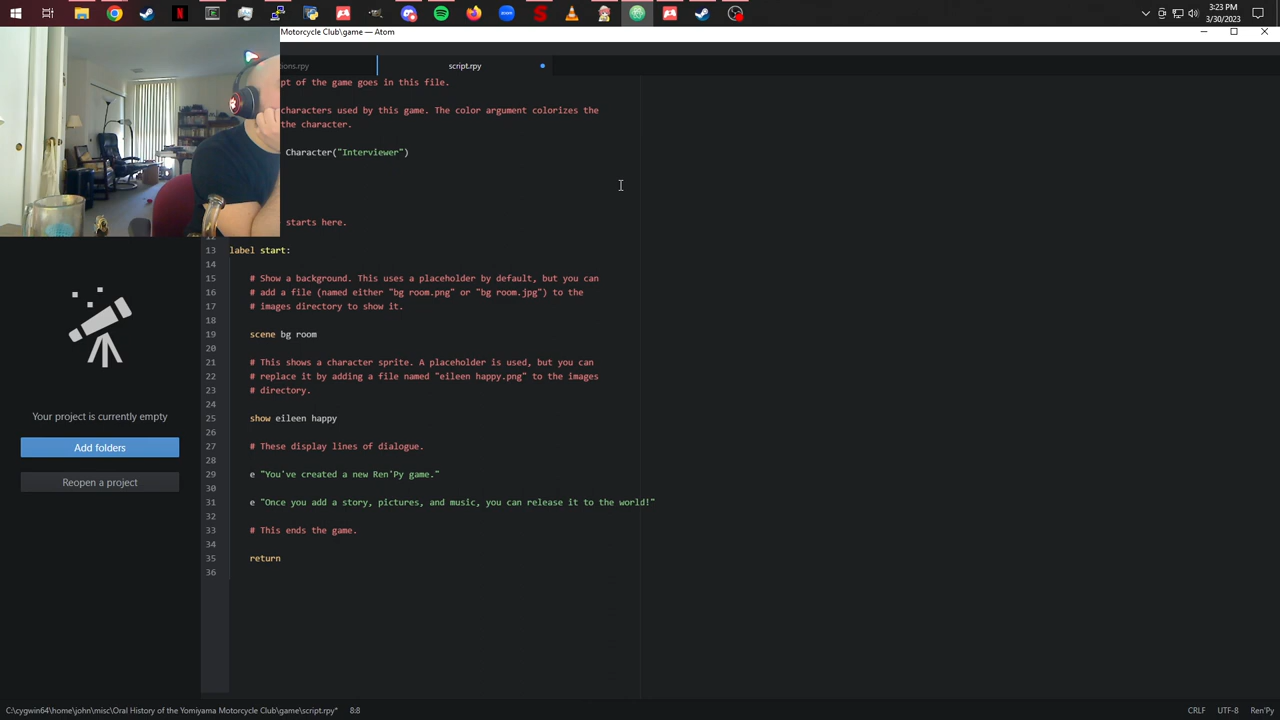 3:23 PM
3/30/2023
Motorcycle Club\game — Atom
ions.rpy
script.rpy
pt of the game goes in this file.
characters used by this game. The color argument colorizes the
the character.
Character("Interviewer")
starts here.
13 label start:
14
15 # Show a background. This uses a placeholder by default, but you can
16 # add a file (named either "bg room.png" or "bg room.jpg") to the
17 # images directory to show it.
18
19 scene bg room
20
21 # This shows a character sprite. A placeholder is used, but you can
22 # replace it by adding a file named "eileen happy.png" to the images
23 # directory.
24
25 show eileen happy
26
27 # These display lines of dialogue.
28
29 e "You've created a new Ren'Py game."
30
31 e "Once you add a story, pictures, and music, you can release it to the world!"
32
33 # This ends the game.
34
35 return
36
Your project is currently empty
Add folders
Reopen a project
C:\cygwin64\home\john\misc\Oral History of the Yomiyama Motorcycle Club\game\script.rpy* 8:8 CRLF UTF-8 Ren'Py